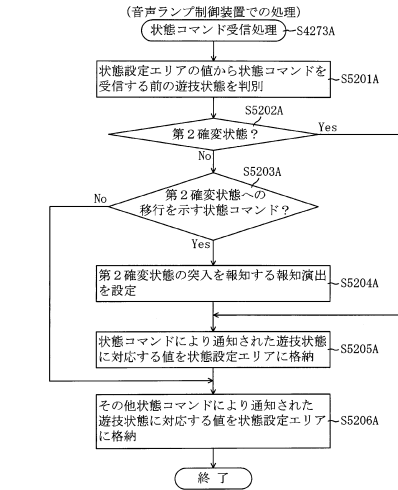 (音声ランプ制御装置での処理)
状態コマンド受信処理
S4273A
状態設定エリアの値から状態コマンドを
受信する前の遊技状態を判別
S5201A
S5202A
第2確変状態?
Yes
No
S5203A
第2確変状態への
移行を示す状態コマンド?
No
Yes
第2確変状態の突入を報知する報知演出
を設定
S5204A
状態コマンドにより通知された遊技状態
に対応する値を状態設定エリアに格納
S5205A
その他状態コマンドにより通知された
遊技状態に対応する値を状態設定エリア
に格納
S5206A
終了